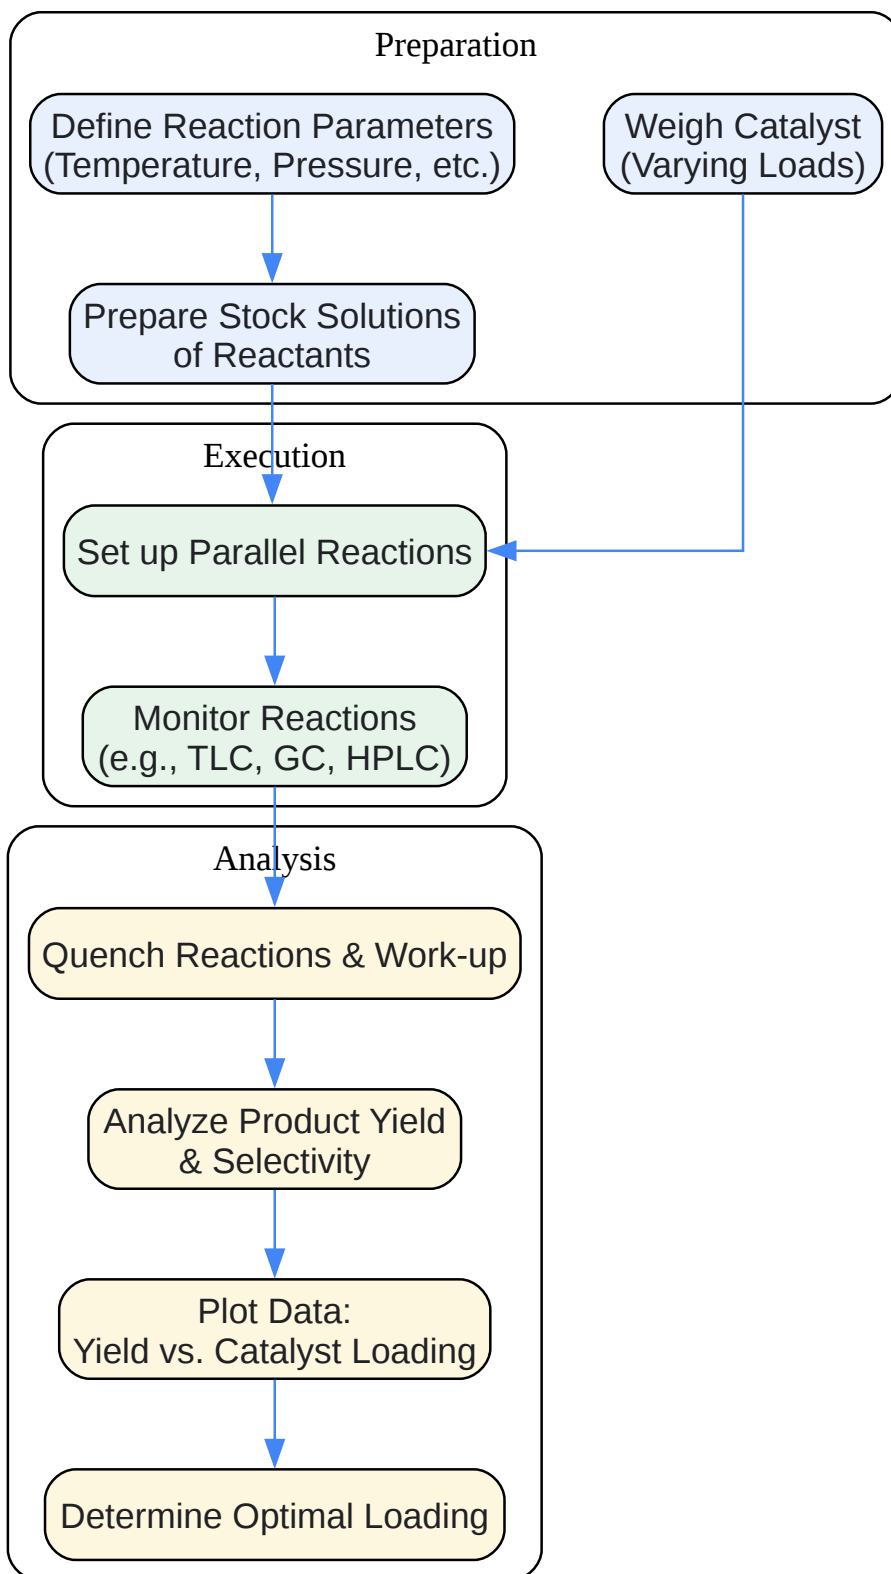 Preparation
Define Reaction Parameters
(Temperature, Pressure, etc.)
Weigh Catalyst
(Varying Loads)
Prepare Stock Solutions
of Reactants
Execution
Set up Parallel Reactions
Monitor Reactions
(e.g., TLC, GC, HPLC)
Analysis
Quench Reactions & Work-up
Analyze Product Yield
& Selectivity
Plot Data:
Yield vs. Catalyst Loading
Determine Optimal Loading